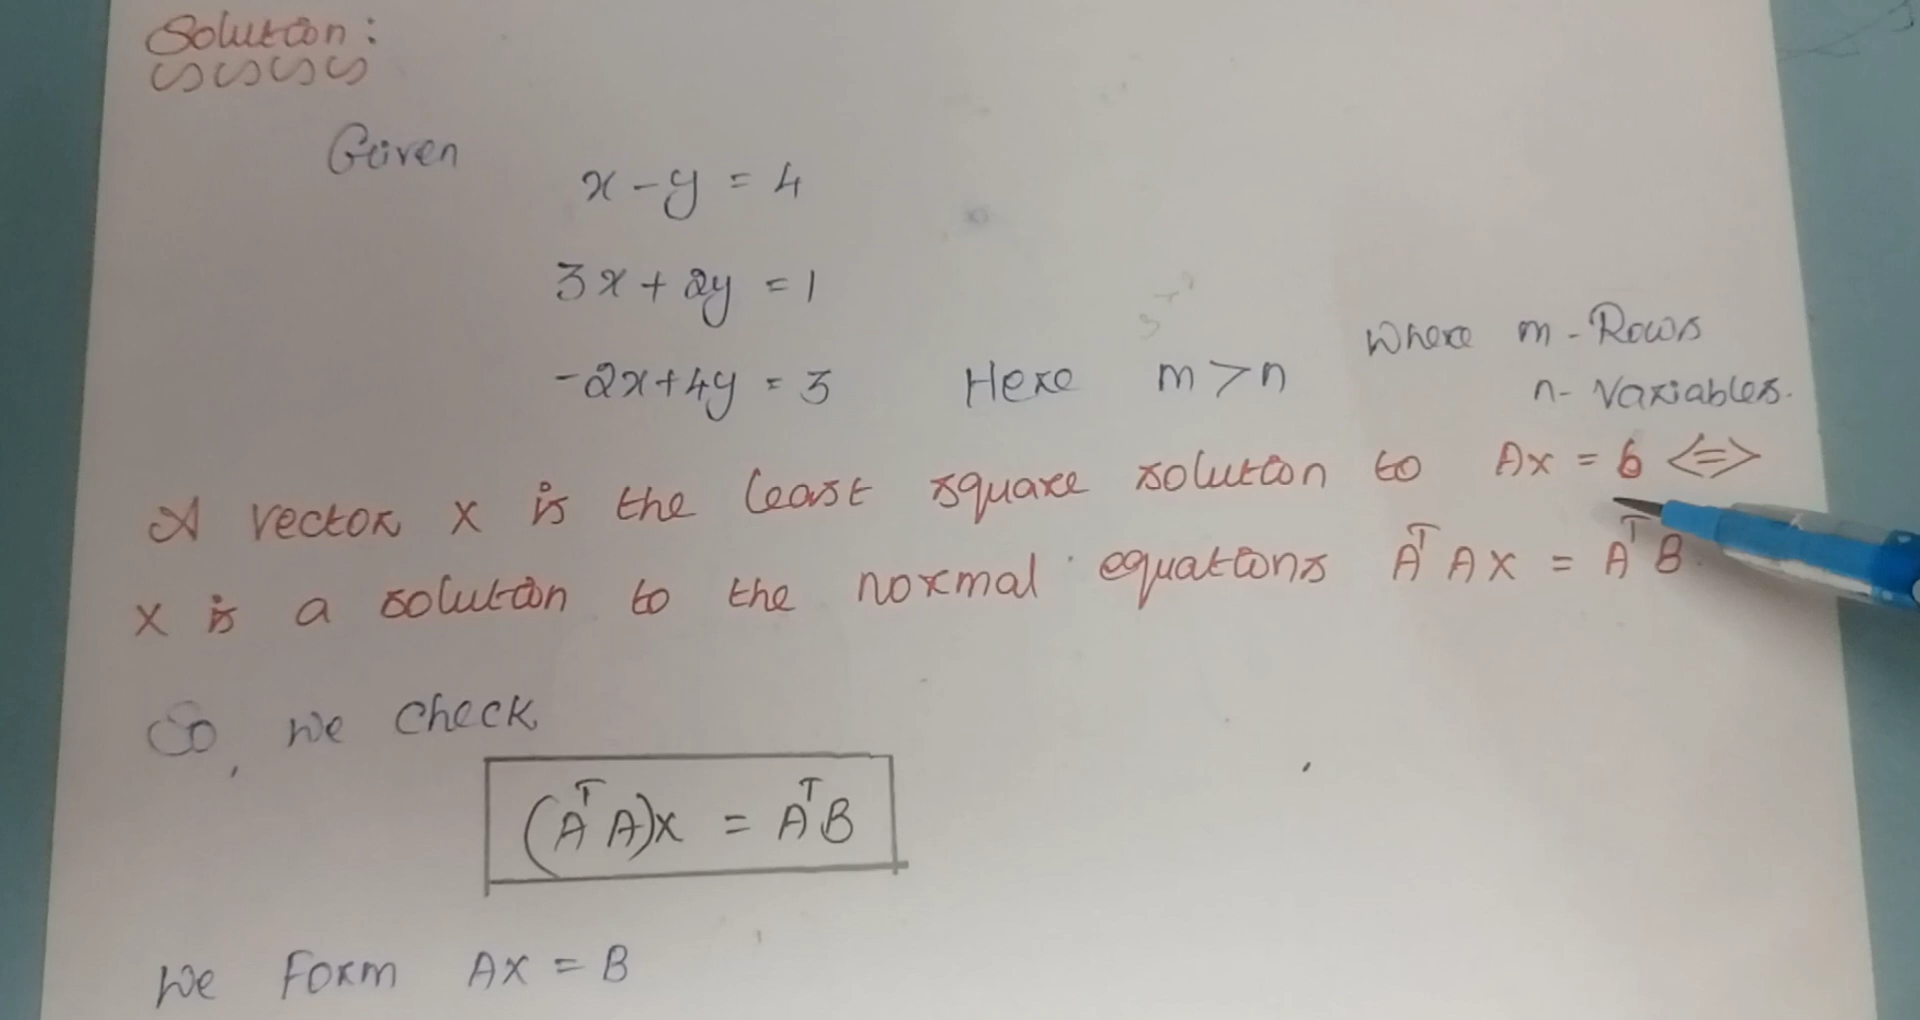 Solution:
Given
x - y = 4
3x + 2y = 1
-2x + 4y = 3 Here m > n where m - Rows
n - Variables.
A vector X is the least square solution to AX = b <=>
X is a solution to the normal equations AᵀAX = AᵀB.
So, we check
(AᵀA)X = AᵀB
We Form AX = B